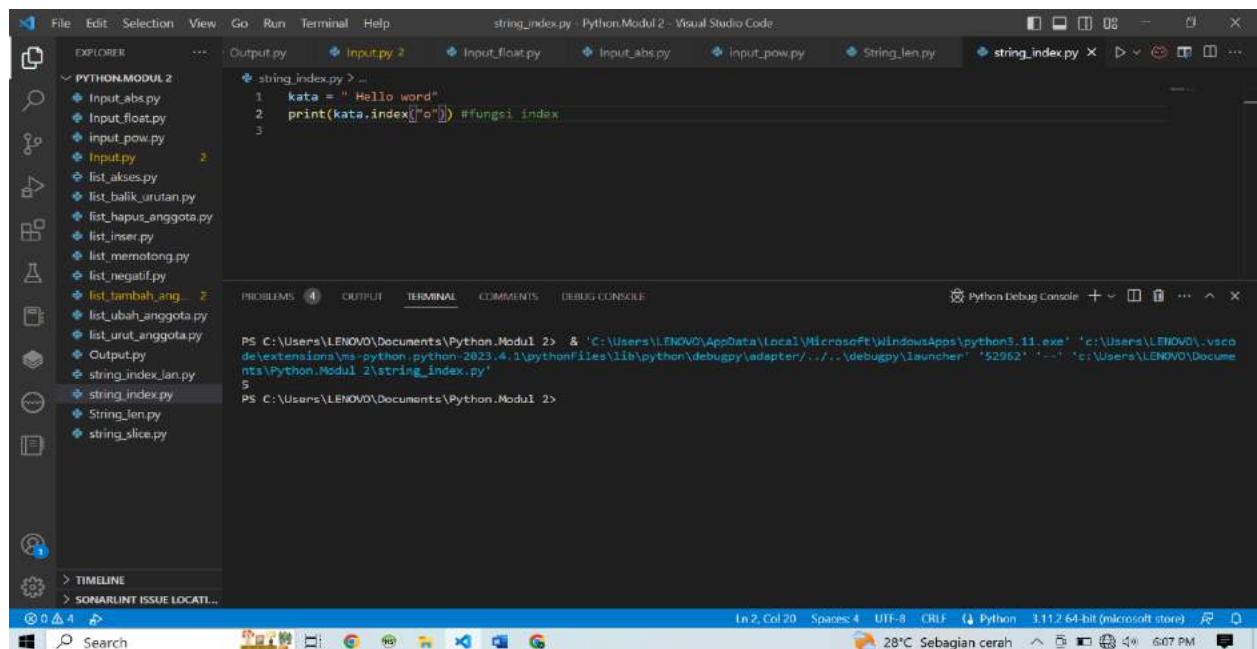 File Edit Selection View Go Run Terminal Help string_index.py - Python.Modul 2 - Visual Studio Code
EXPLORER ... Output.py Input.py 2 Input_float.py Input_abs.py input_pow.py String_len.py string_index.py
PYTHON.MODUL 2
Input_abs.py
Input_float.py
input_pow.py
Input.py 2
list_akses.py
list_balik_urutan.py
list_hapus_anggota.py
list_inser.py
list_memotong.py
list_negatif.py
list_tambah_ang... 2
list_ubah_anggota.py
list_urut_anggota.py
Output.py
string_index_lan.py
string_index.py
String_len.py
string_slice.py
TIMELINE
SONARLINT ISSUE LOCATI...
string_index.py > ...
1 kata = " Hello word"
2 print(kata.index("o")) #fungsi index
3
PROBLEMS 4 OUTPUT TERMINAL COMMENTS DEBUG CONSOLE Python Debug Console
PS C:\Users\LENOVO\Documents\Python.Modul 2> & 'C:\Users\LENOVO\AppData\Local\Microsoft\WindowsApps\python3.11.exe' 'c:\Users\LENOVO\.vsco
de\extensions\ms-python.python-2023.4.1\pythonFiles\lib\python\debugpy\adapter/../..\debugpy\launcher' '52962' '--' 'c:\Users\LENOVO\Docume
nts\Python.Modul 2\string_index.py'
5
PS C:\Users\LENOVO\Documents\Python.Modul 2>
0 4 Ln 2, Col 20 Spaces: 4 UTF-8 CRLF Python 3.11.2 64-bit (microsoft store)
Search 28°C Sebagian cerah 6:07 PM